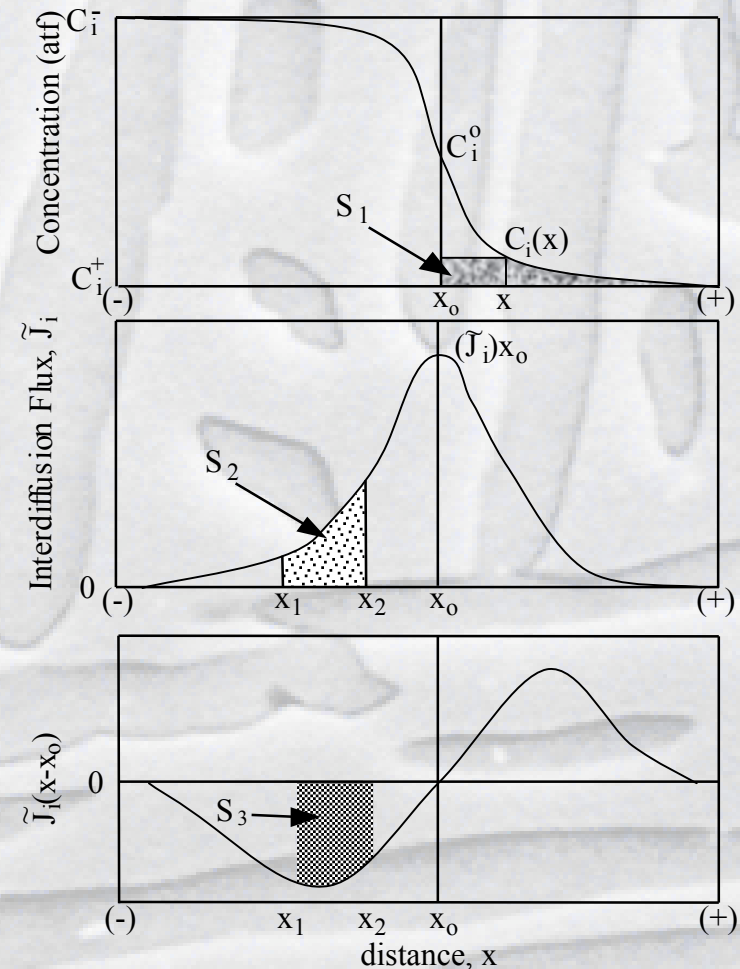 C_i^-
Concentration (atf)
C_i^o
S_1
C_i(x)
C_i^+
(-) x_o x (+)
Interdiffusion Flux, J̃_i
(J̃_i)x_o
S_2
0
(-) x_1 x_2 x_o (+)
J̃_i(x-x_o)
0
S_3
(-) x_1 x_2 x_o (+)
distance, x